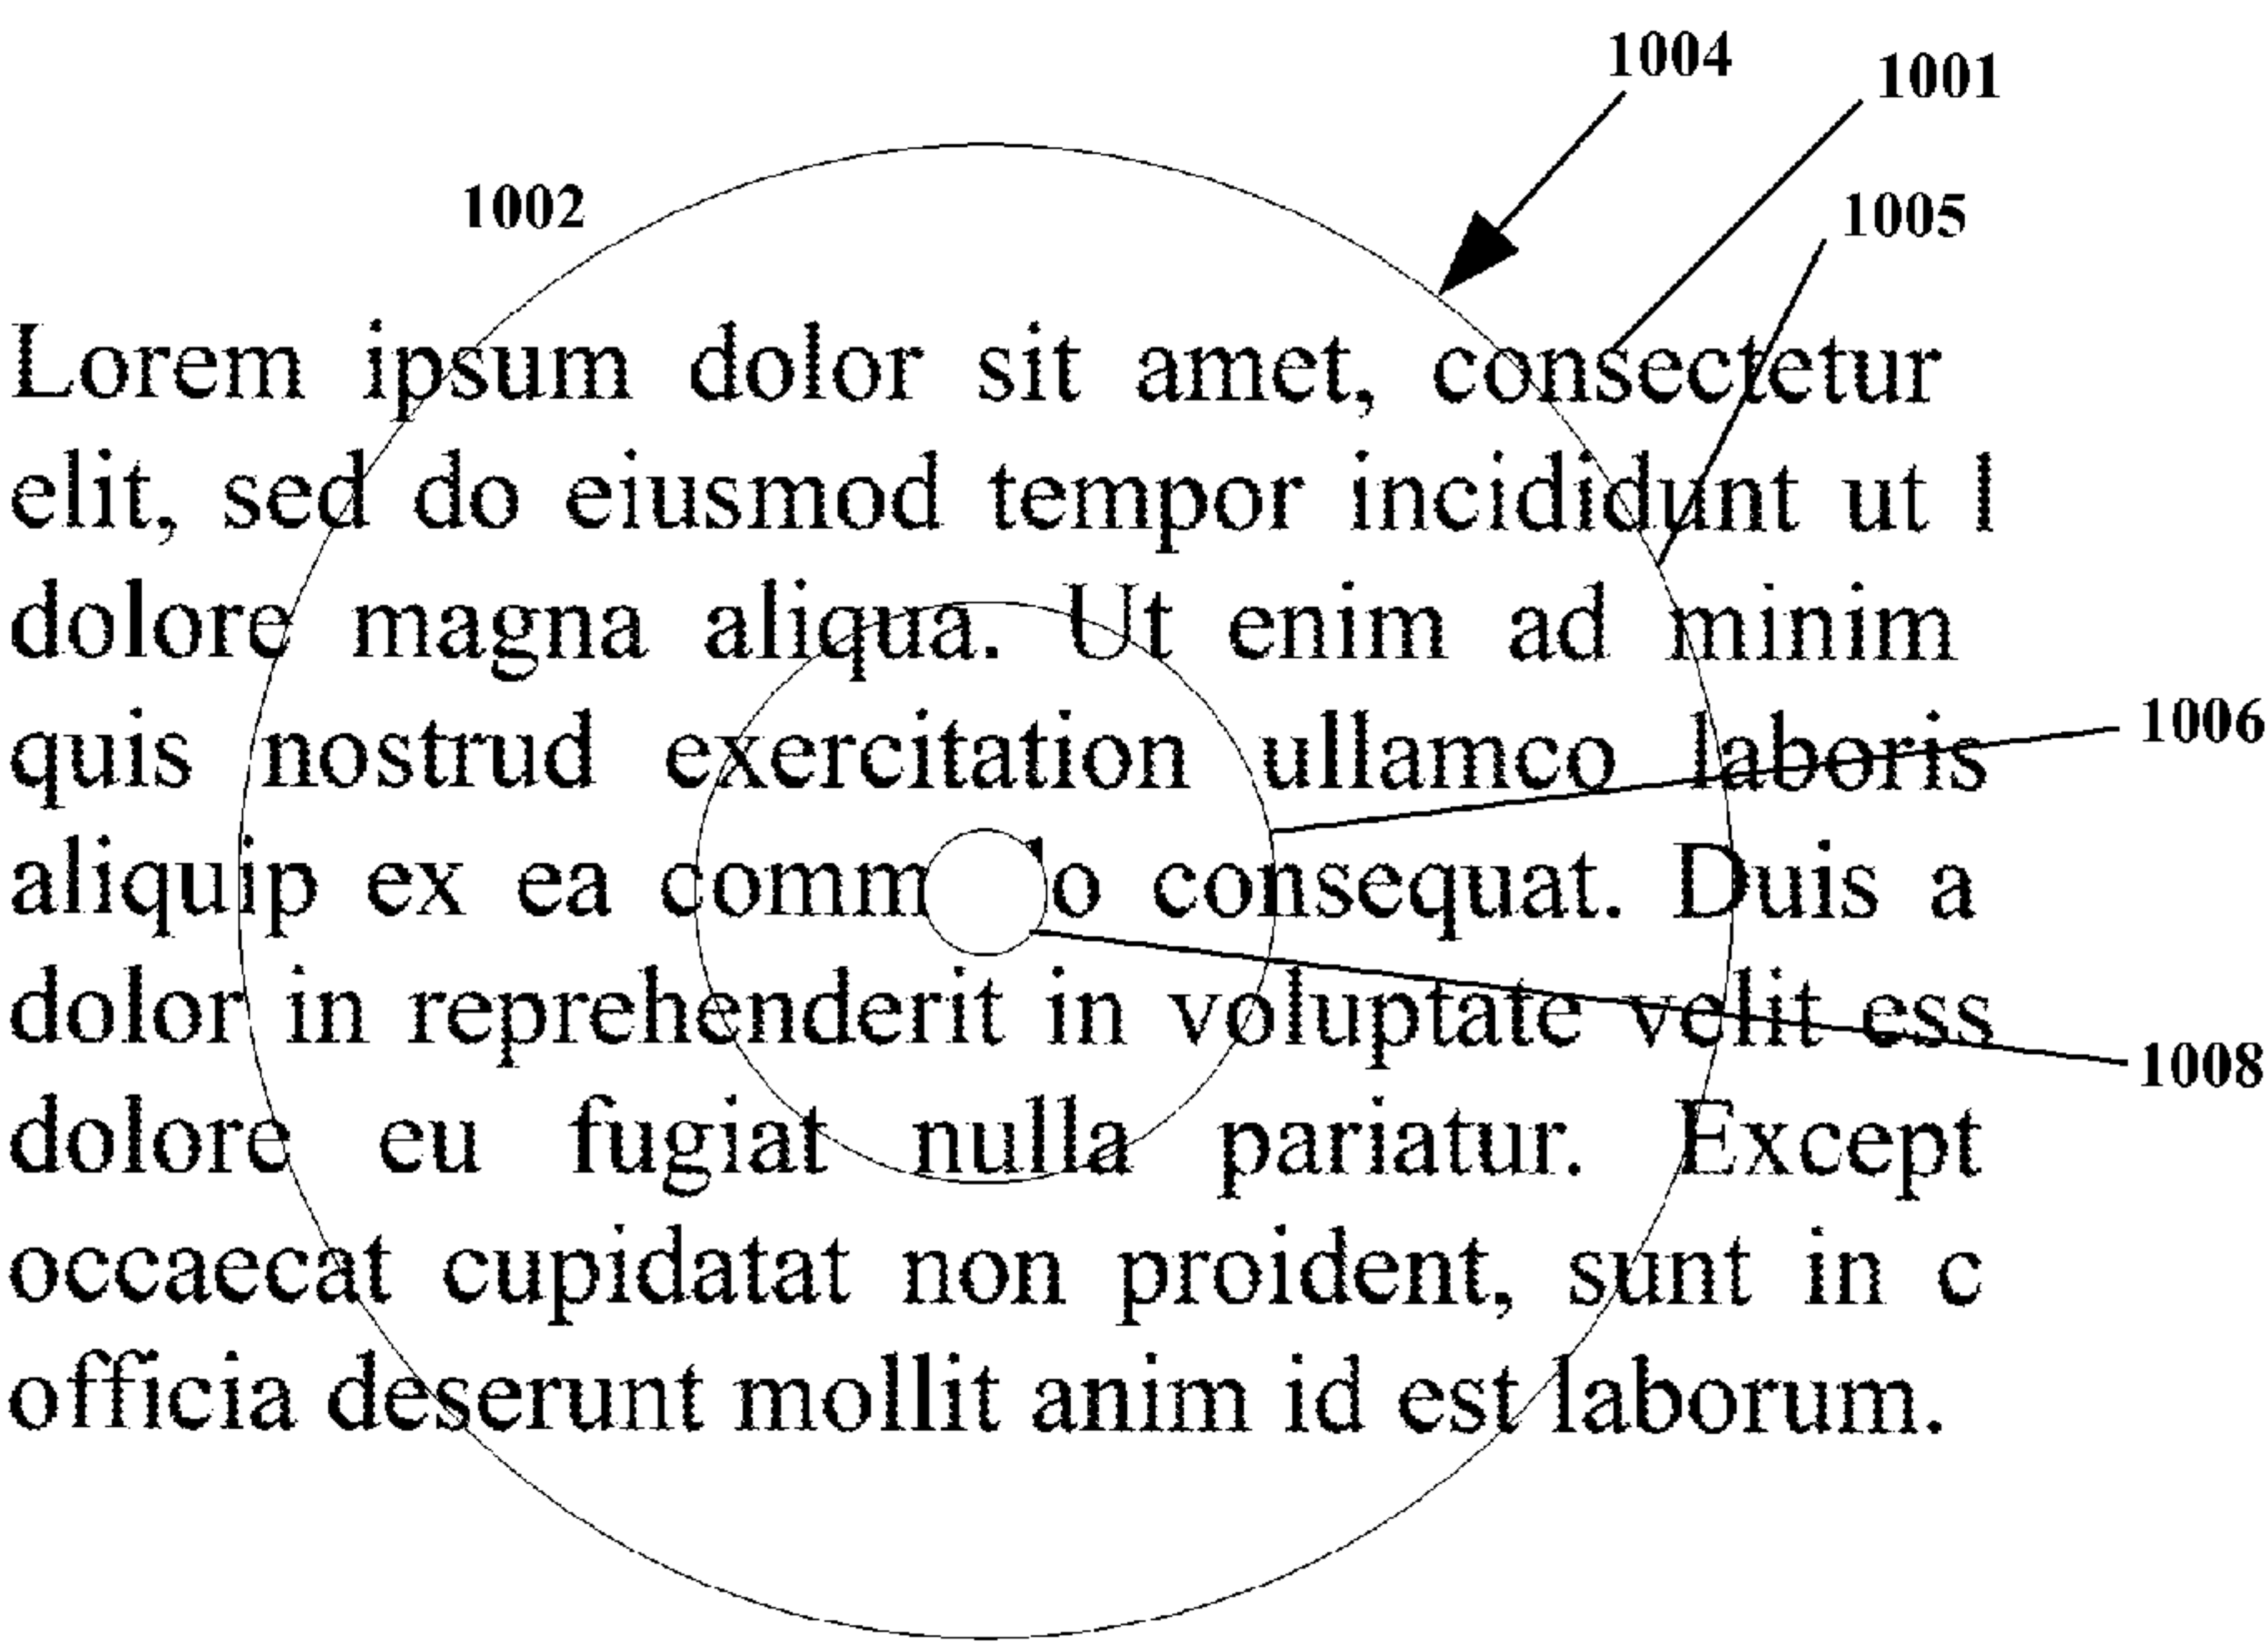 1004
1001
1002
1005
Lorem ipsum dolor sit amet, consectetur
elit, sed do eiusmod tempor incididunt ut l
dolore magna aliqua. Ut enim ad minim
quis nostrud exercitation ullamco laboris
1006
aliquip ex ea comm do consequat. Duis a
dolor in reprehenderit in voluptate velit ess
1008
dolore eu fugiat nulla pariatur. Except
occaecat cupidatat non proident, sunt in c
officia deserunt mollit anim id est laborum.